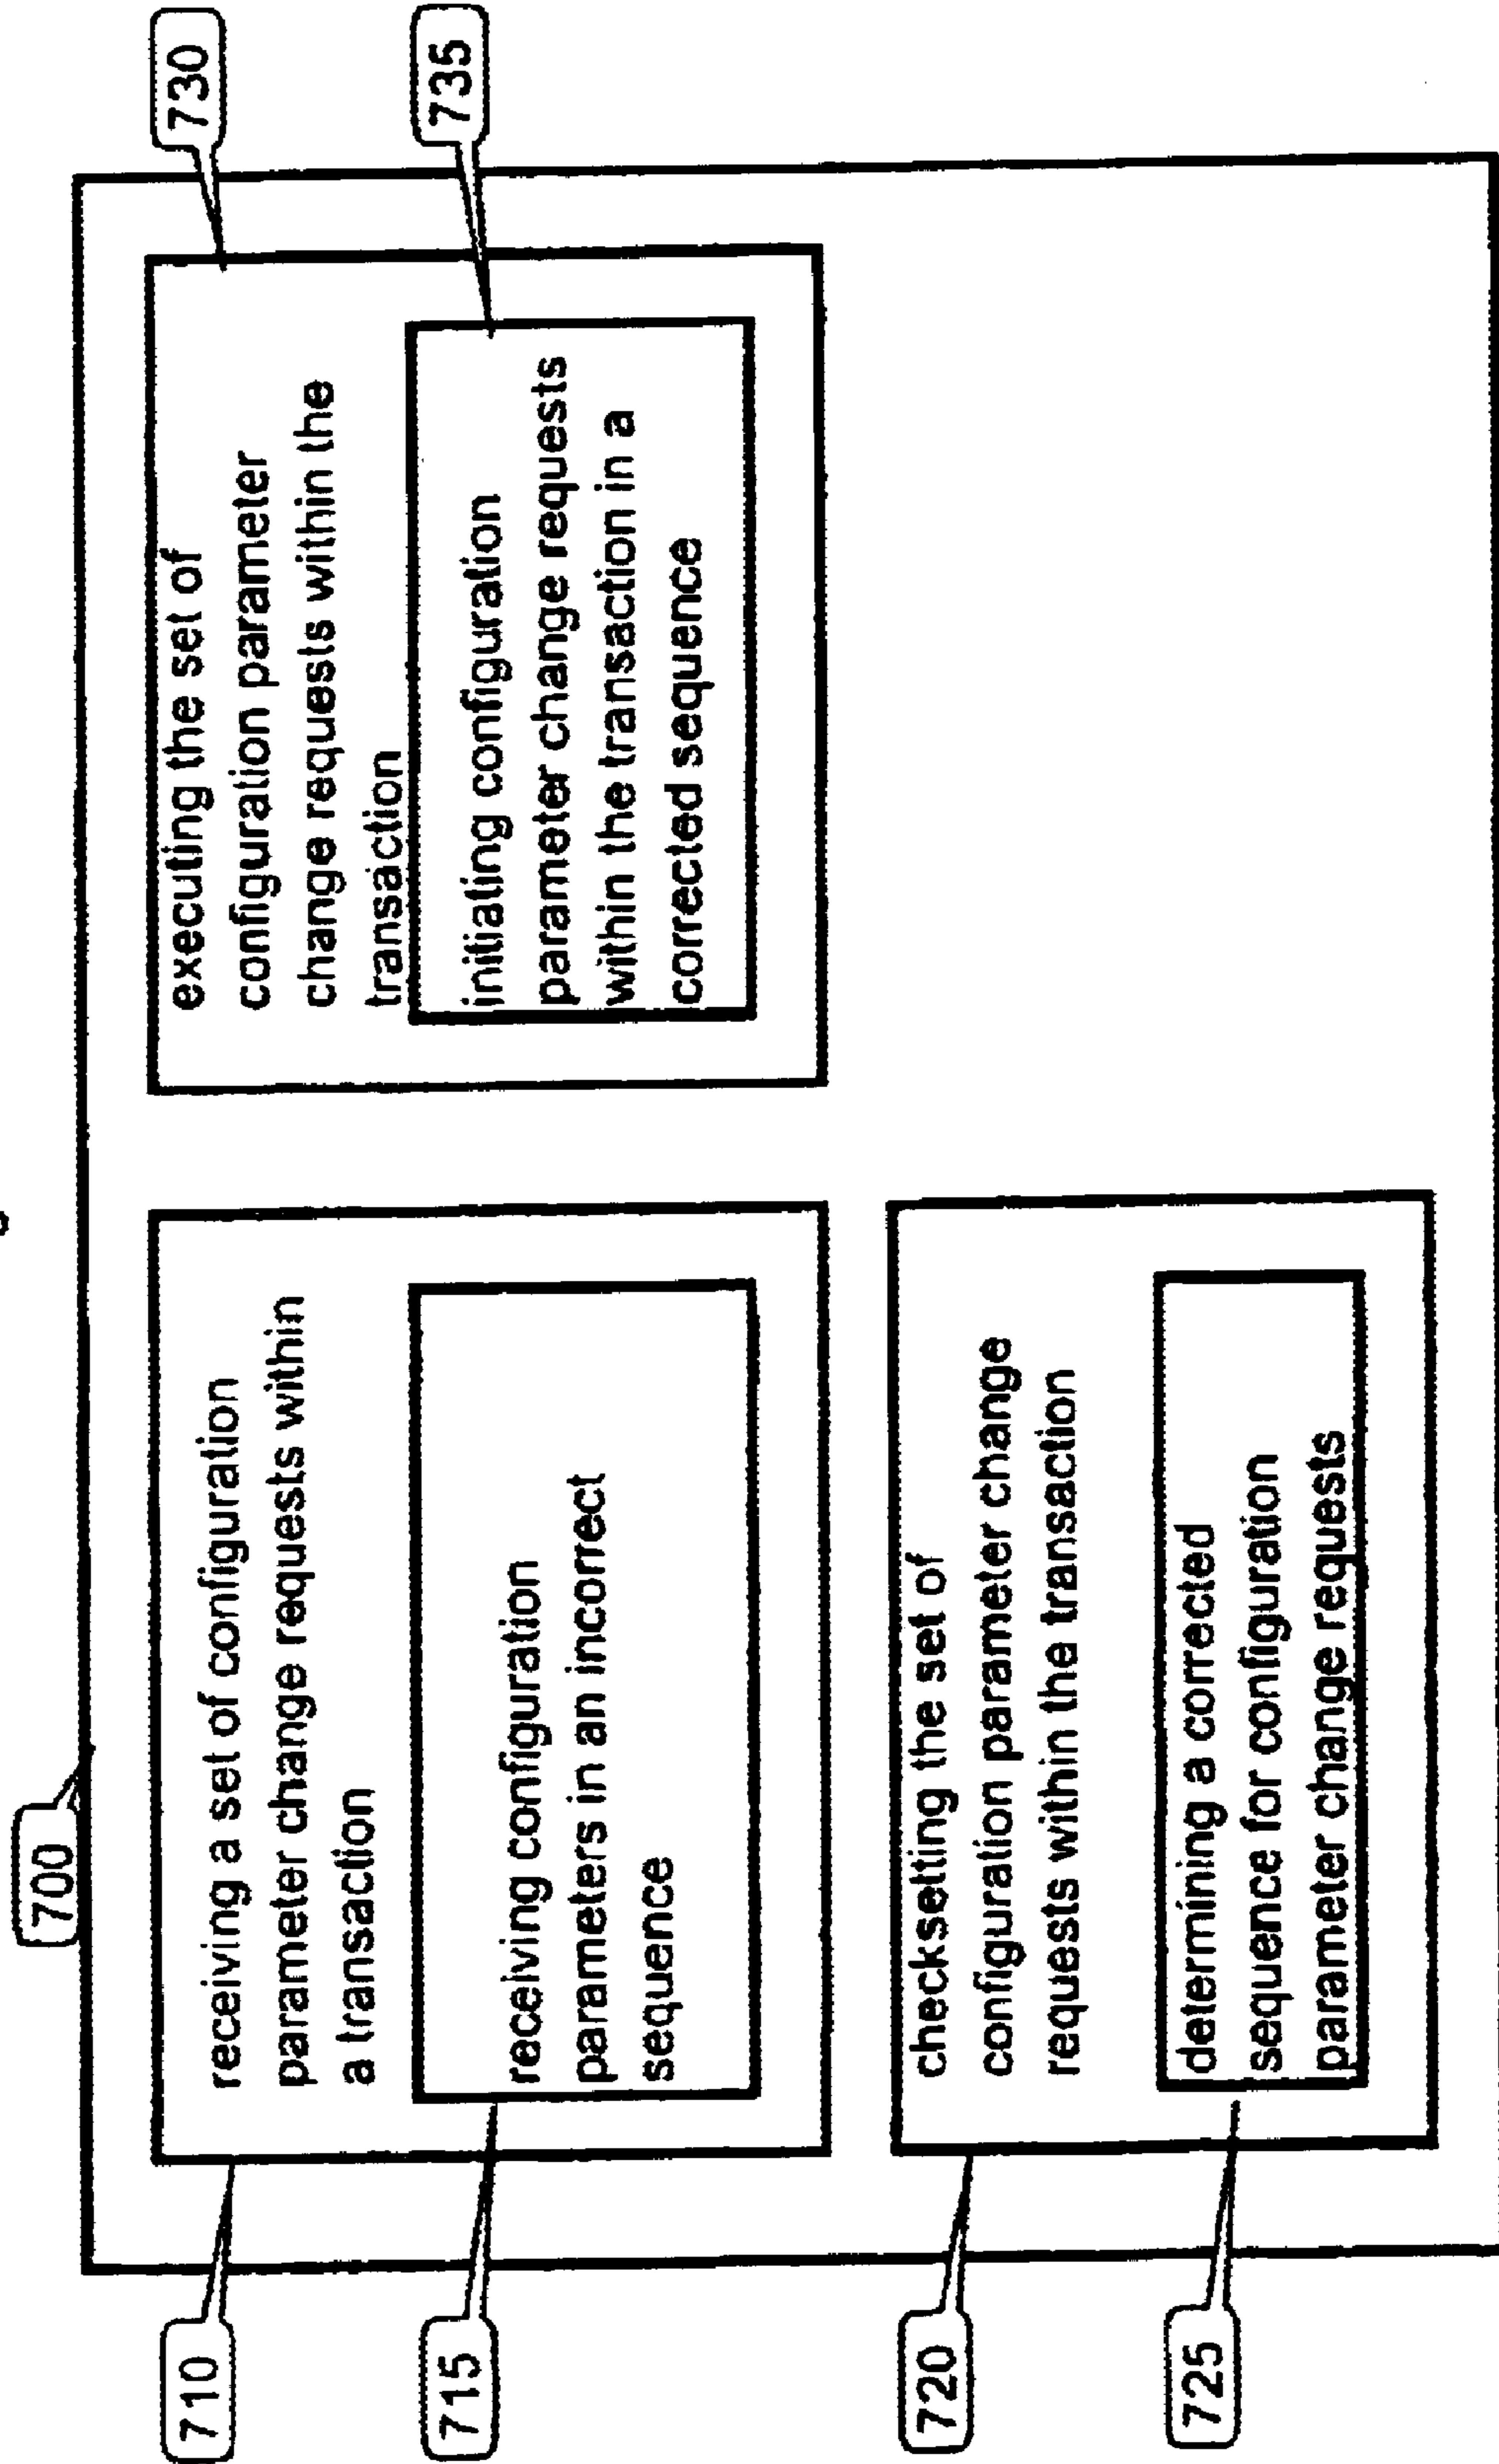 700
710
receiving a set of configuration
parameter change requests within
a transaction
715
receiving configuration
parameters in an incorrect
sequence
720
checksetting the set of
configuration parameter change
requests within the transaction
725
determining a corrected
sequence for configuration
parameter change requests
730
executing the set of
configuration parameter
change requests within the
transaction
735
initiating configuration
parameter change requests
within the transaction in a
corrected sequence